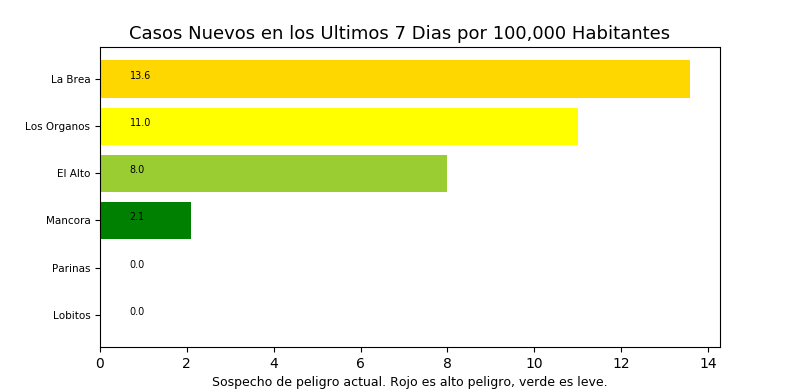 Casos Nuevos en los Ultimos 7 Dias por 100,000 Habitantes
La Brea 13.6
Los Organos 11.0
El Alto 8.0
Mancora 2.1
Parinas 0.0
Lobitos 0.0
0 2 4 6 8 10 12 14
Sospecho de peligro actual. Rojo es alto peligro, verde es leve.